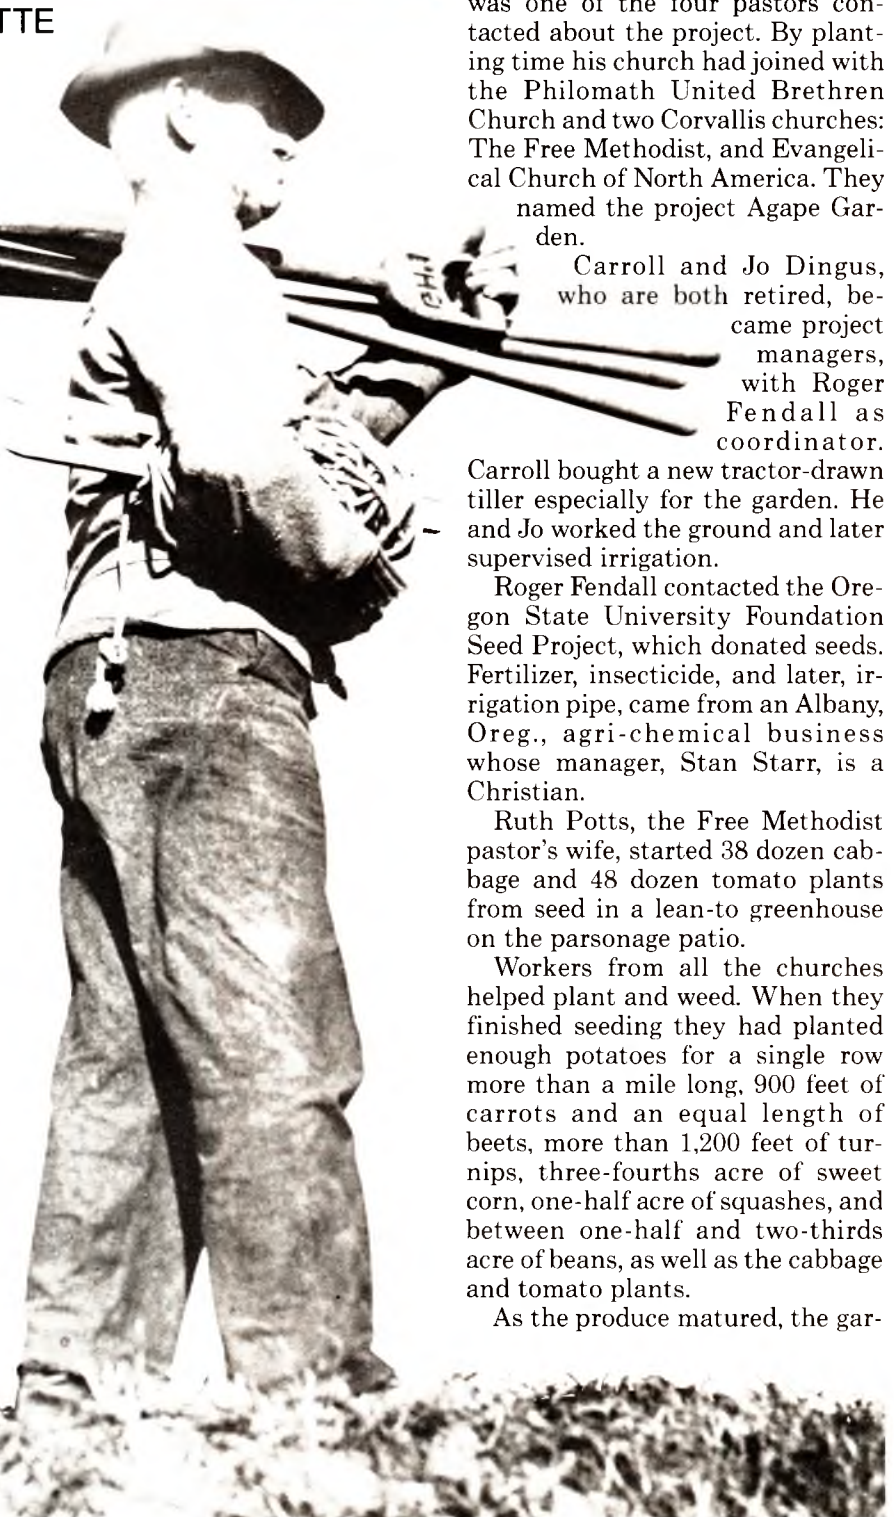 TTE
was one of the four pastors con-
tacted about the project. By plant-
ing time his church had joined with
the Philomath United Brethren
Church and two Corvallis churches:
The Free Methodist, and Evangeli-
cal Church of North America. They
named the project Agape Gar-
den.
Carroll and Jo Dingus,
who are both retired, be-
came project
managers,
with Roger
Fendall as
coordinator.
Carroll bought a new tractor-drawn
tiller especially for the garden. He
and Jo worked the ground and later
supervised irrigation.
Roger Fendall contacted the Ore-
gon State University Foundation
Seed Project, which donated seeds.
Fertilizer, insecticide, and later, ir-
rigation pipe, came from an Albany,
Oreg., agri-chemical business
whose manager, Stan Starr, is a
Christian.
Ruth Potts, the Free Methodist
pastor's wife, started 38 dozen cab-
bage and 48 dozen tomato plants
from seed in a lean-to greenhouse
on the parsonage patio.
Workers from all the churches
helped plant and weed. When they
finished seeding they had planted
enough potatoes for a single row
more than a mile long, 900 feet of
carrots and an equal length of
beets, more than 1,200 feet of tur-
nips, three-fourths acre of sweet
corn, one-half acre of squashes, and
between one-half and two-thirds
acre of beans, as well as the cabbage
and tomato plants.
As the produce matured, the gar-